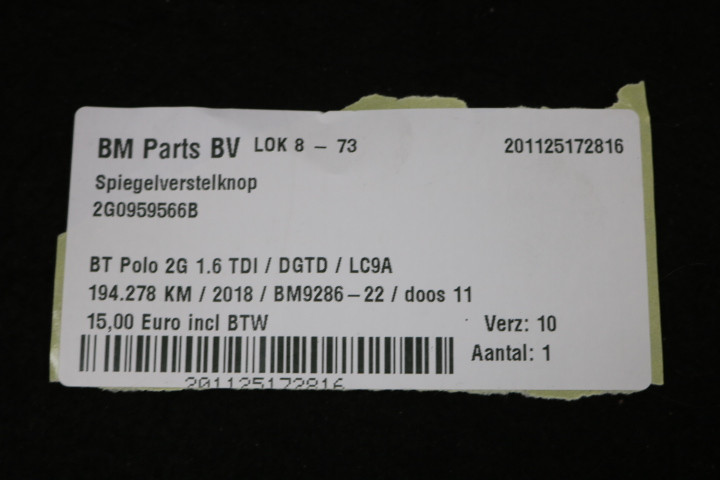 BM Parts BV LOK 8 - 73 201125172816
Spiegelverstelknop
2G0959566B
BT Polo 2G 1.6 TDI / DGTD / LC9A
194.278 KM / 2018 / BM9286-22 / doos 11
15,00 Euro incl BTW Verz: 10
Aantal: 1
201125172816